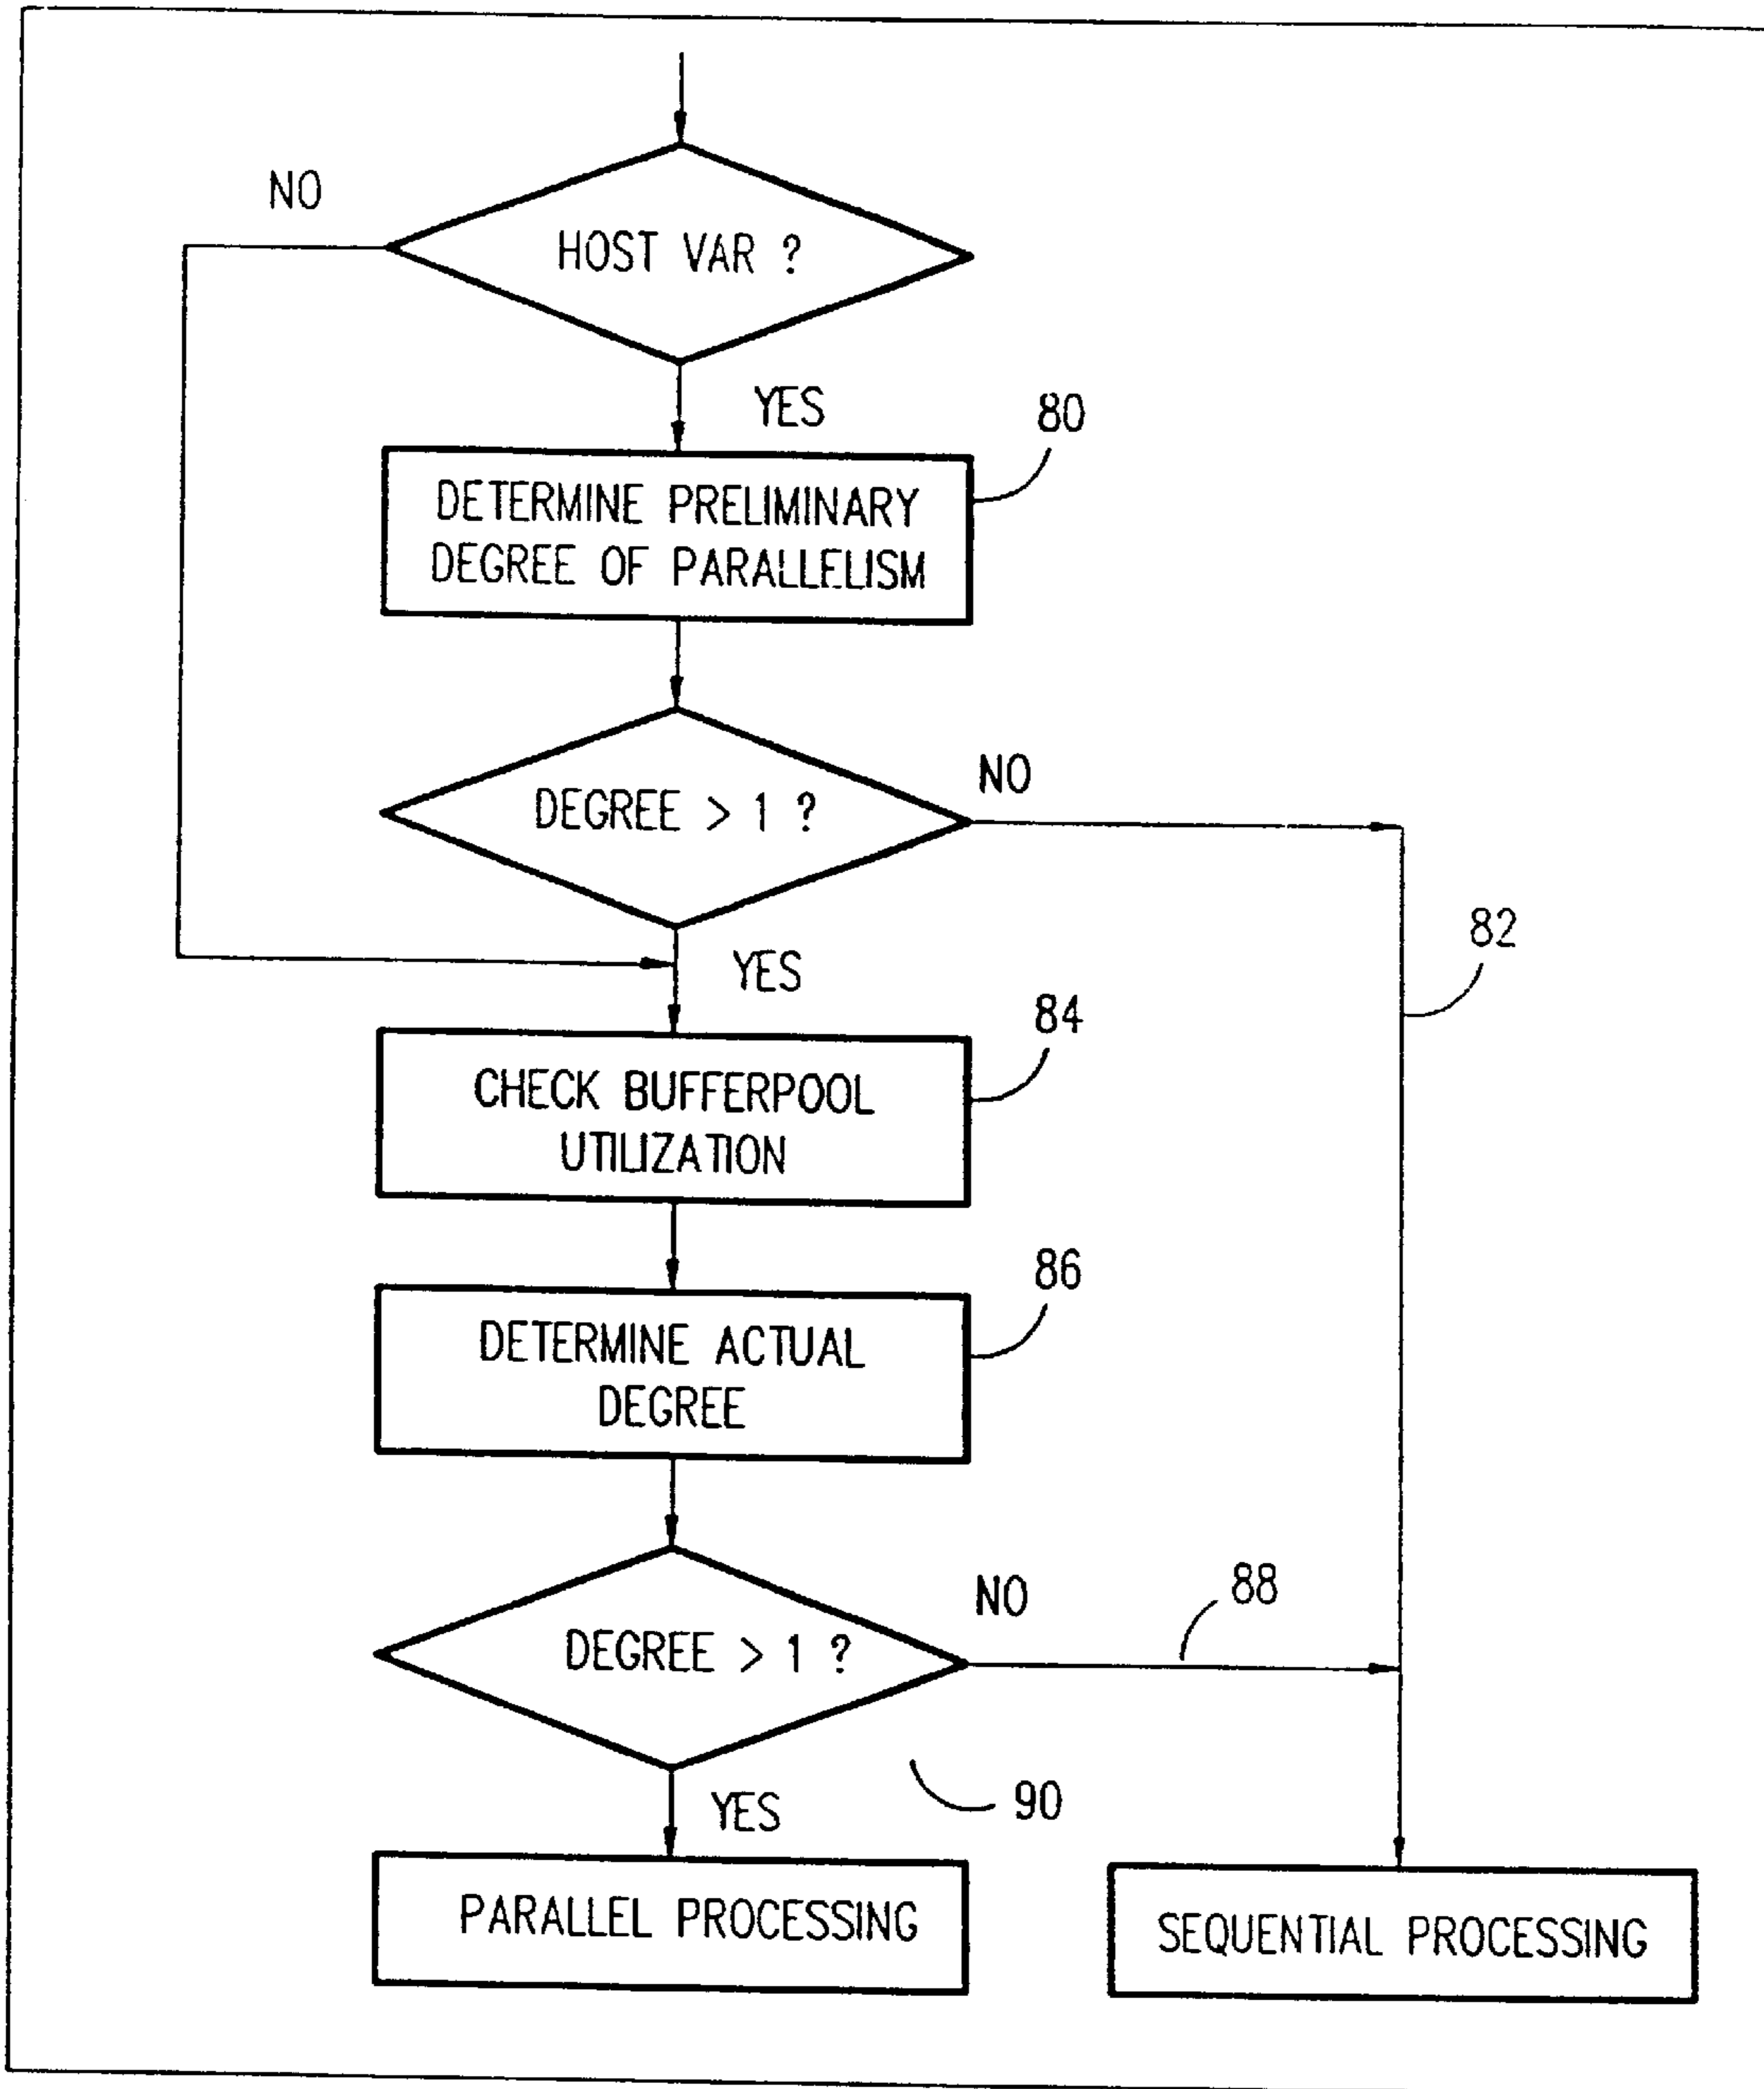 NO
HOST VAR ?
YES
80
DETERMINE PRELIMINARY
DEGREE OF PARALLELISM
NO
DEGREE > 1 ?
82
YES
84
CHECK BUFFERPOOL
UTILIZATION
86
DETERMINE ACTUAL
DEGREE
NO
88
DEGREE > 1 ?
90
YES
PARALLEL PROCESSING
SEQUENTIAL PROCESSING